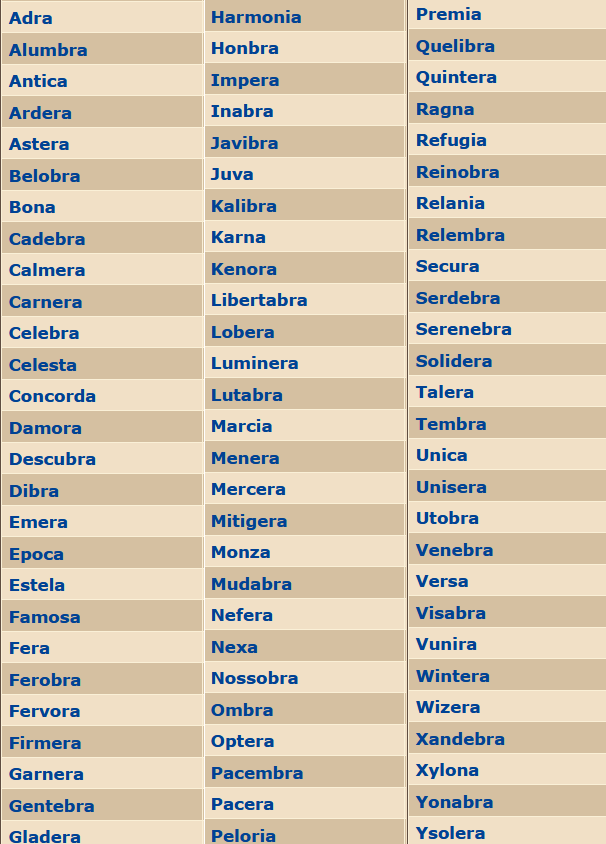 Adra
Alumbra
Antica
Ardera
Astera
Belobra
Bona
Cadebra
Calmera
Carnera
Celebra
Celesta
Concorda
Damora
Descubra
Dibra
Emera
Epoca
Estela
Famosa
Fera
Ferobra
Fervora
Firmera
Garnera
Gentebra
Gladera
Harmonia
Honbra
Impera
Inabra
Javibra
Juva
Kalibra
Karna
Kenora
Libertabra
Lobera
Luminera
Lutabra
Marcia
Menera
Mercera
Mitigera
Monza
Mudabra
Nefera
Nexa
Nossobra
Ombra
Optera
Pacembra
Pacera
Peloria
Premia
Quelibra
Quintera
Ragna
Refugia
Reinobra
Relania
Relembra
Secura
Serdebra
Serenebra
Solidera
Talera
Tembra
Unica
Unisera
Utobra
Venebra
Versa
Visabra
Vunira
Wintera
Wizera
Xandebra
Xylona
Yonabra
Ysolera